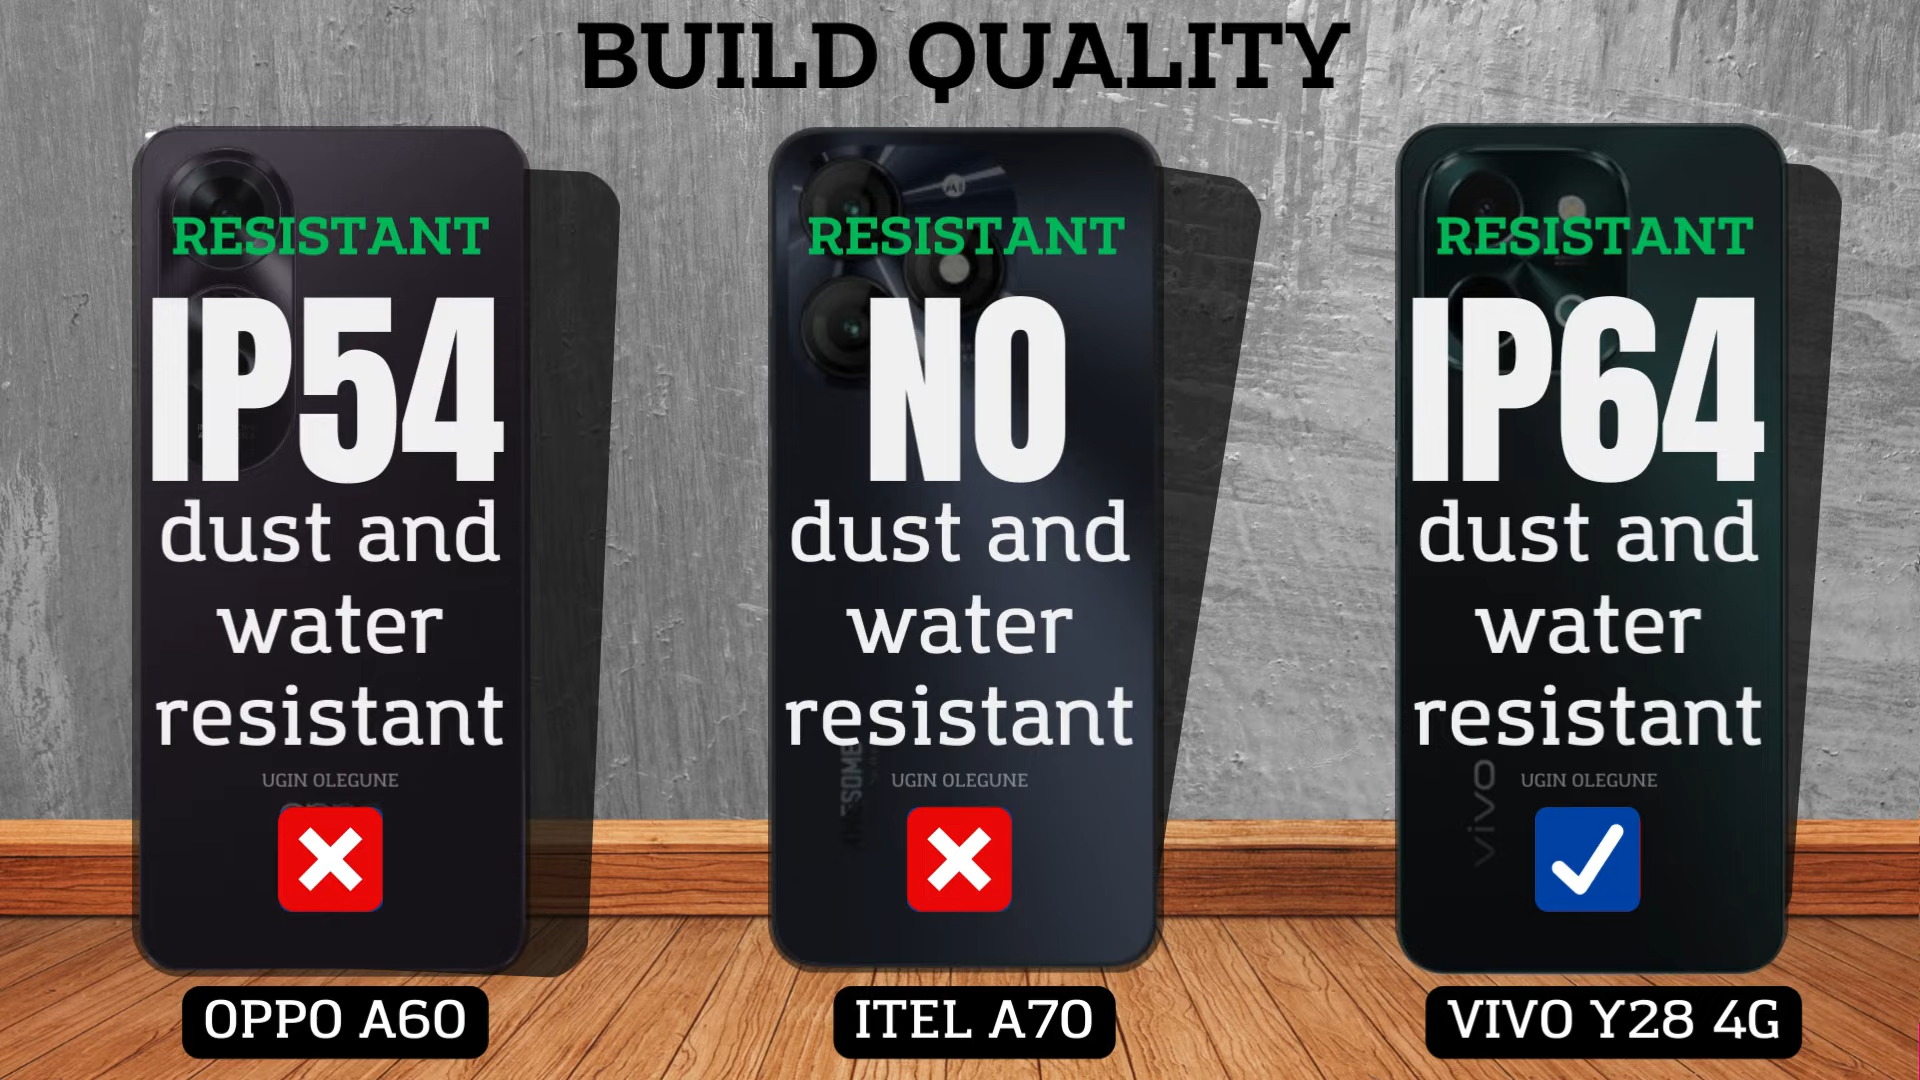 BUILD QUALITY
RESISTANT
IP54
dust and
water
resistant
UGIN OLEGUNE
OPPO A60
RESISTANT
NO
dust and
water
resistant
UGIN OLEGUNE
ITEL A70
RESISTANT
IP64
dust and
water
resistant
UGIN OLEGUNE
vivo
VIVO Y28 4G